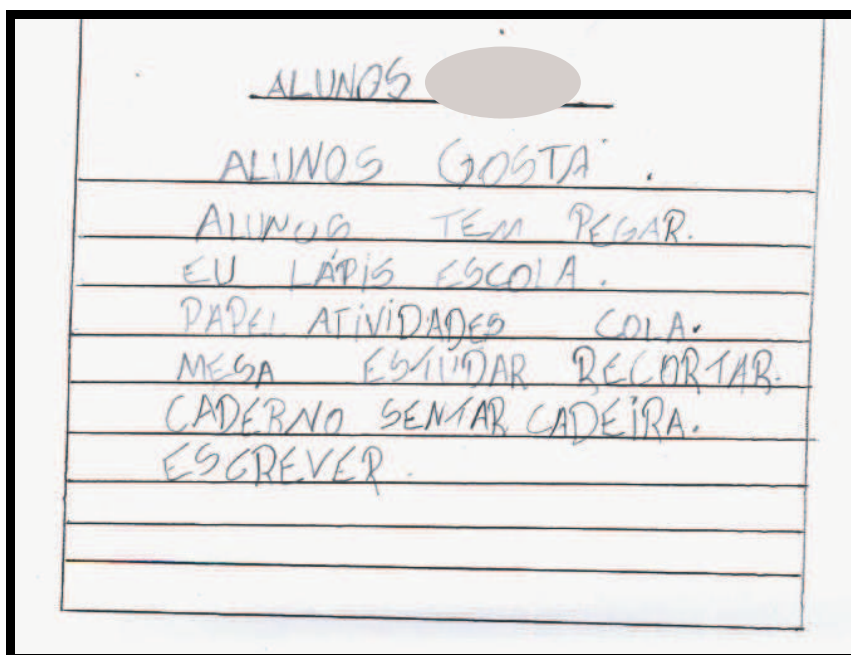 ALUNOS
ALUNOS GOSTA.
ALUNOS TEM PEGAR.
EU LÁPIS ESCOLA.
PAPEL ATIVIDADES COLA.
MESA ESTUDAR RECORTAR.
CADERNO SENTAR CADEIRA.
ESCREVER.